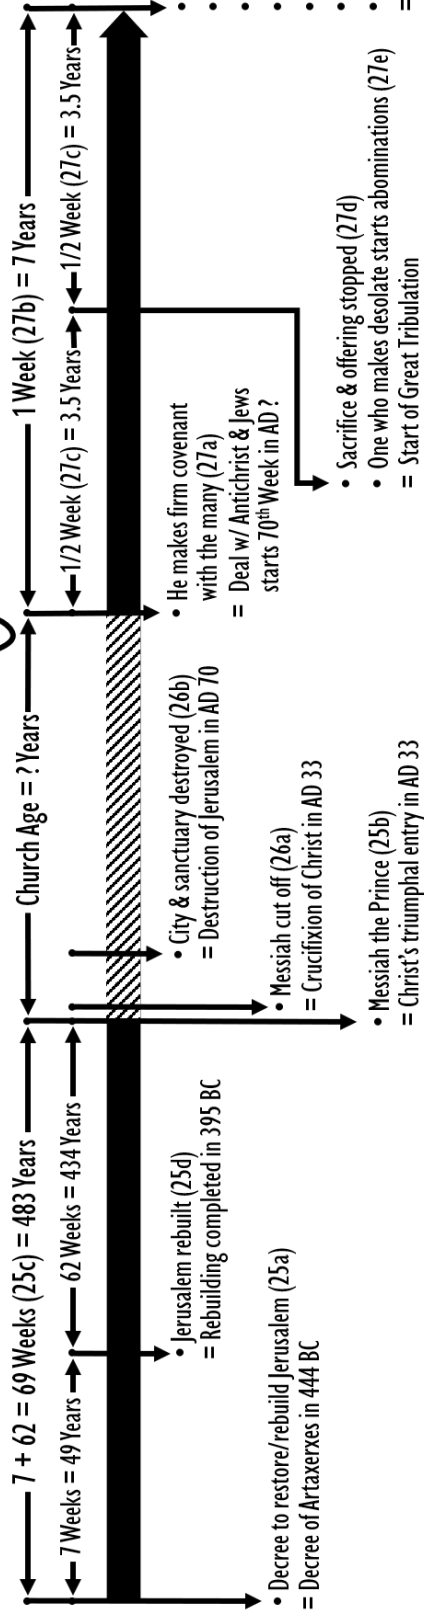 7 + 62 = 69 Weeks (25c) = 483 Years
Church Age = ? Years
1 Week (27b) = 7 Years
7 Weeks = 49 Years
62 Weeks = 434 Years
1/2 Week (27c) = 3.5 Years
1/2 Week (27c) = 3.5 Years
• Decree to restore/rebuild Jerusalem (25a)
= Decree of Artaxerxes in 444 BC
• Jerusalem rebuilt (25d)
= Rebuilding completed in 395 BC
• Messiah the Prince (25b)
= Christ's triumphal entry in AD 33
• Messiah cut off (26a)
= Crucifixion of Christ in AD 33
• City & sanctuary destroyed (26b)
= Destruction of Jerusalem in AD 70
• He makes firm covenant
with the many (27a)
= Deal w/ Antichrist & Jews
starts 70th Week in AD ?
• Sacrifice & offering stopped (27d)
• One who makes desolate starts abominations (27e)
= Start of Great Tribulation